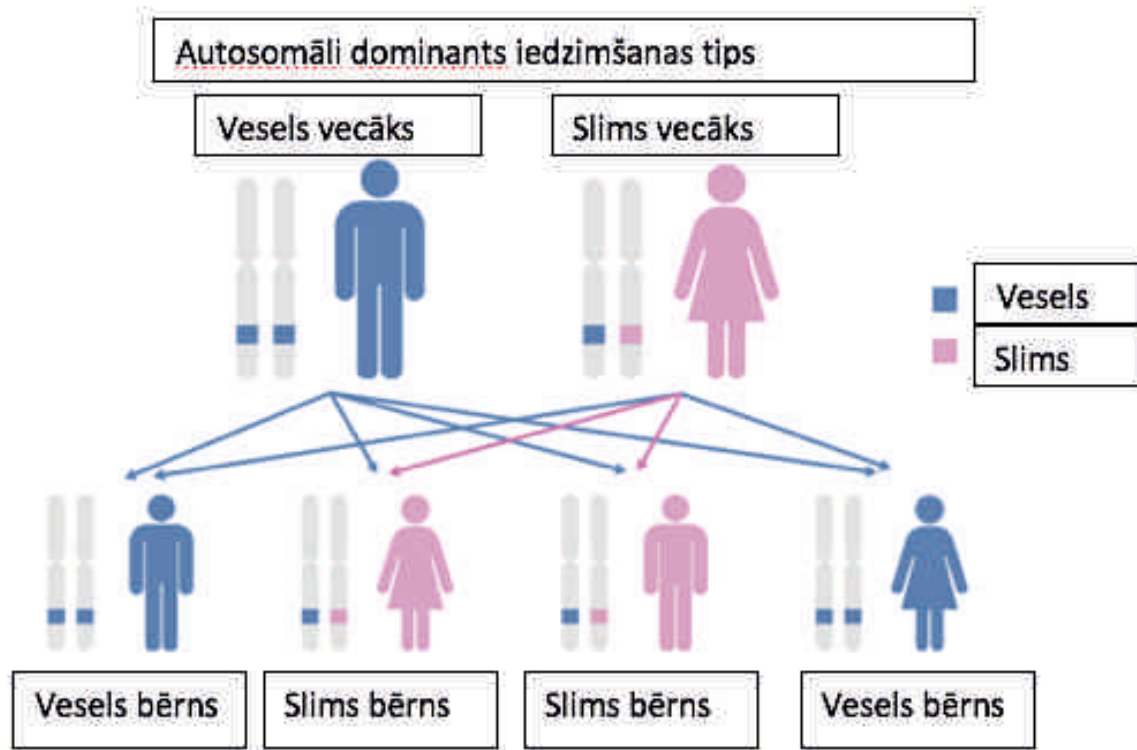 Autosomāli dominants iedzimšanas tips
Vesels vecāks
Slims vecāks
Vesels
Slims
Vesels bērns
Slims bērns
Slims bērns
Vesels bērns